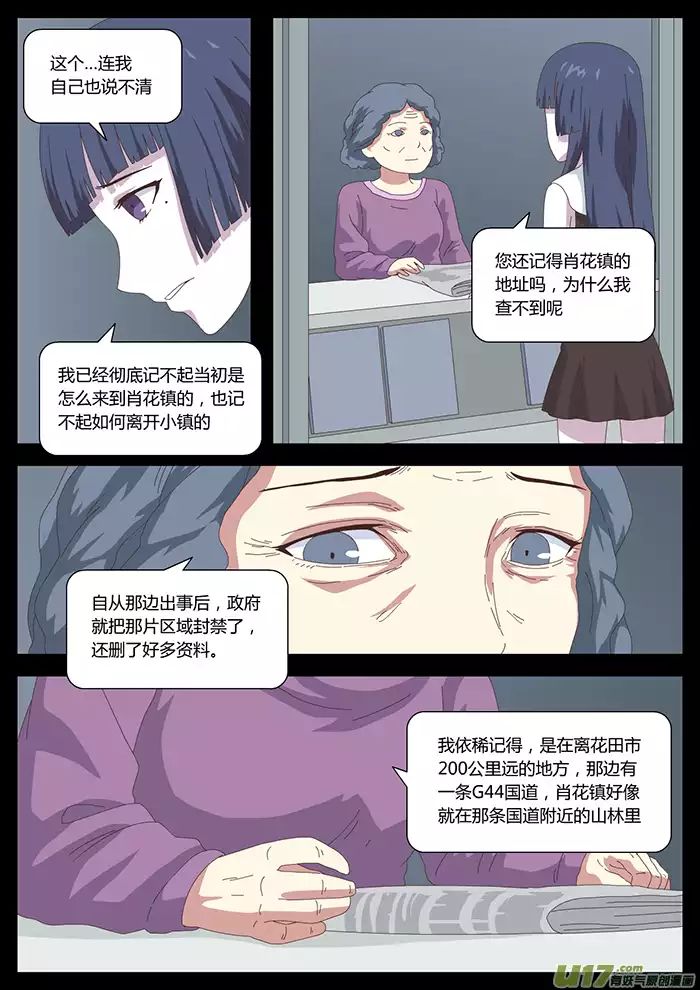 这个...连我
自己也说不清
我已经彻底记不起当初是
怎么来到肖花镇的，也记
不起如何离开小镇的
您还记得肖花镇的
地址吗，为什么我
查不到呢
自从那边出事后，政府
就把那片区域封禁了，
还删了好多资料。
我依稀记得，是在离花田市
200公里远的地方，那边有
一条G44国道，肖花镇好像
就在那条国道附近的山林里
U17.com
有妖气原创漫画